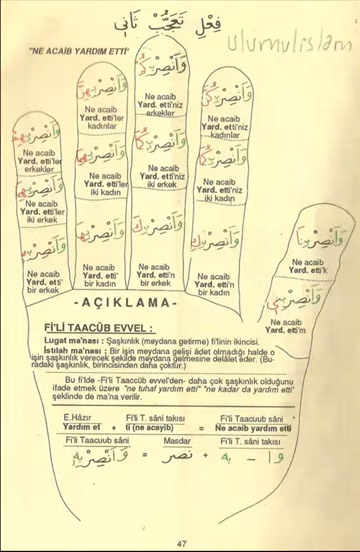 فِعْلِ تَعَجُّبْ ثَانٖى
ulumulislam
"NE ACAİB YARDIM ETTİ"
وَاَنْصِرْ بِكُمْ
Ne acaib
Yard. etti'niz
erkekler
وَاَنْصِرْ بِهِنَّ
Ne acaib
Yard. etti'ler
kadınlar
وَاَنْصِرْ بِكُنَّ
Ne acaib
Yard. etti'niz
kadınlar
وَاَنْصِرْ بِهِمْ
Ne acaib
Yard. etti'ler
erkekler
وَاَنْصِرْ بِهِمَا
Ne acaib
Yard. etti'ler
iki kadın
وَاَنْصِرْ بِكُمَا
Ne acaib
Yard. etti'niz
iki erkek
وَاَنْصِرْ بِكُمَا
Ne acaib
Yard. etti'niz
iki kadın
وَاَنْصِرْ بِهِمَا
Ne acaib
Yard. etti'ler
iki erkek
وَاَنْصِرْ بِهِ
Ne acaib
Yard. etti'
bir erkek
وَاَنْصِرْ بِهَا
Ne acaib
Yard. etti'
bir kadın
وَاَنْصِرْ بِكَ
Ne acaib
Yard. etti'n
bir erkek
وَاَنْصِرْ بِكِ
Ne acaib
Yard. etti'n
bir kadın
وَاَنْصِرْ بِنَا
Ne acaib
Yard. etti'k
وَاَنْصِرْ بٖى
Ne acaib
Yard. etti'm
-AÇIKLAMA-
Fİ'Lİ TAACÜB EVVEL :
Lugat ma'nası : Şaşkınlık (meydana getirme) fi'linin ikincisi.
İstılah ma'nası : Bir işin meydana gelişi âdet olmadığı halde o
işin şaşkınlık verecek şekilde meydana gelmesine delâlet eder. (Bu-
radaki şaşkınlık, birincisinden daha çoktur.)
Bu fi'lde -Fi'li Taaccüb evvel'den- daha çok şaşkınlık olduğunu
ifade etmek üzere "ne tuhaf yardım etti" "ne kadar da yardım etti"
şeklinde de ma'na verilir.
E.Hâzır Fi'li T. sâni takısı Fi'li Taacuub sâni
Yardım et + ti (ne acayib) = Ne acaib yardım etti
Fi'li Taacuub sâni Masdar Fi'li T. sâni takısı
وَاَنْصِرْ بِهِ = نصر + وا – به
47